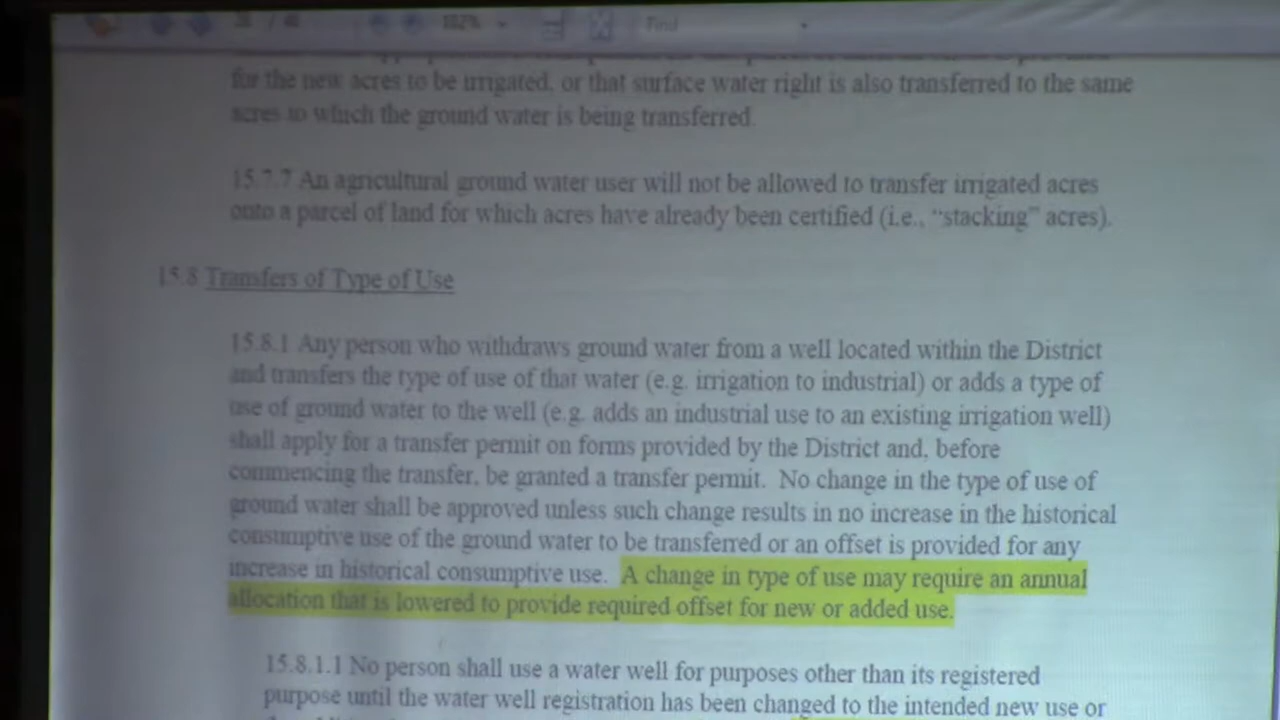 102%
Find
for the new acres to be irrigated, or that surface water right is also transferred to the same
acres to which the ground water is being transferred.
15.7.7 An agricultural ground water user will not be allowed to transfer irrigated acres
onto a parcel of land for which acres have already been certified (i.e., “stacking” acres).
15.8 Transfers of Type of Use
15.8.1 Any person who withdraws ground water from a well located within the District
and transfers the type of use of that water (e.g. irrigation to industrial) or adds a type of
use of ground water to the well (e.g. adds an industrial use to an existing irrigation well)
shall apply for a transfer permit on forms provided by the District and, before
commencing the transfer, be granted a transfer permit. No change in the type of use of
ground water shall be approved unless such change results in no increase in the historical
consumptive use of the ground water to be transferred or an offset is provided for any
increase in historical consumptive use. A change in type of use may require an annual
allocation that is lowered to provide required offset for new or added use.
15.8.1.1 No person shall use a water well for purposes other than its registered
purpose until the water well registration has been changed to the intended new use or